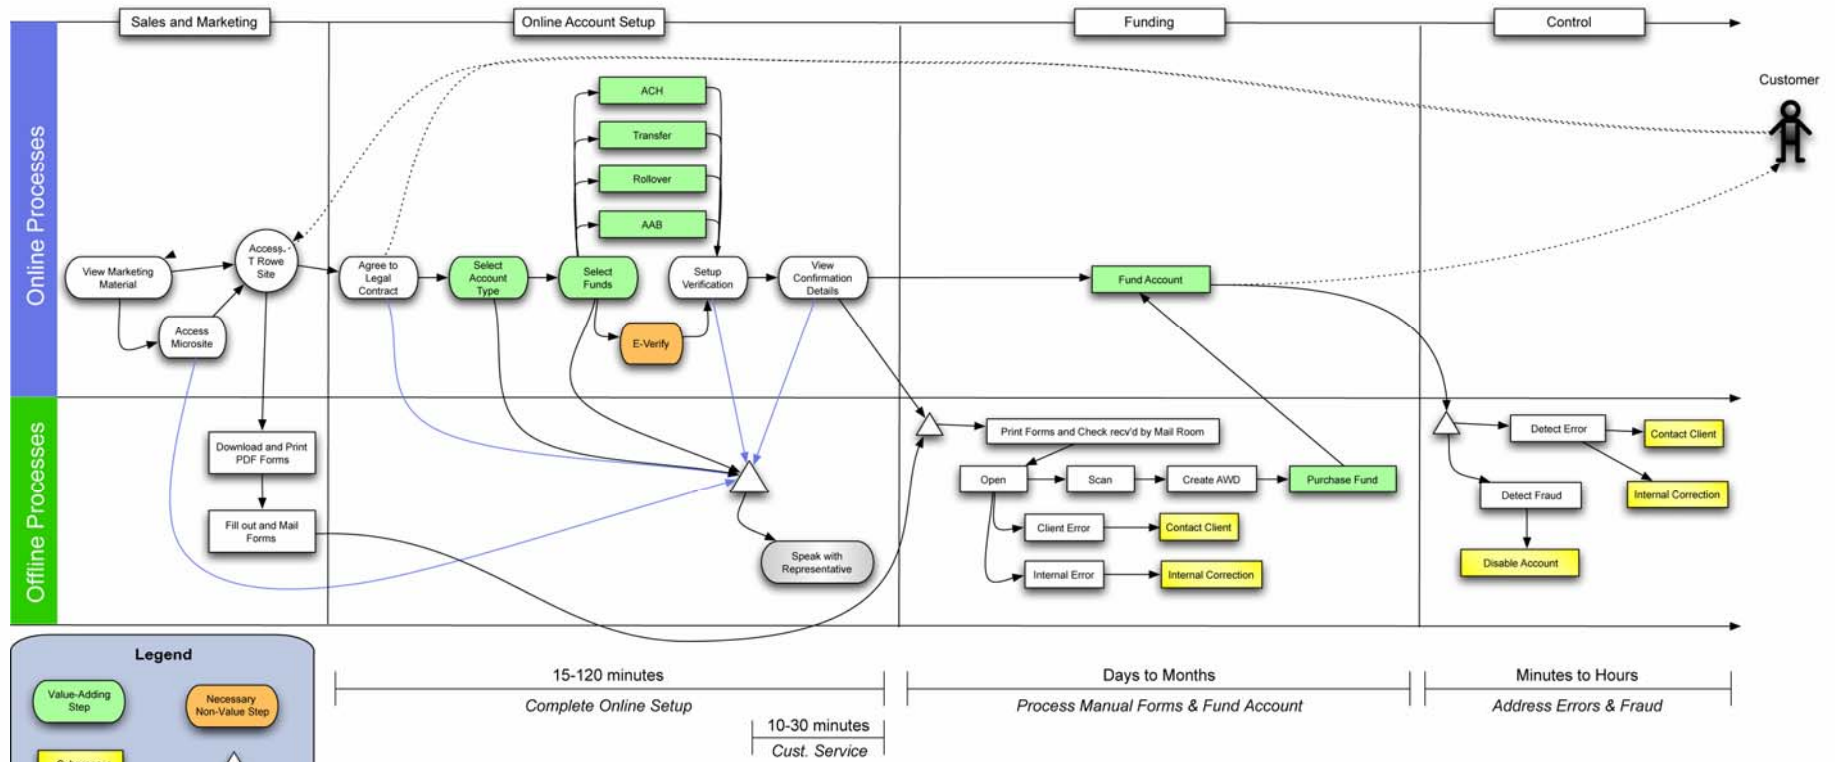 Sales and Marketing
Online Account Setup
Funding
Control
Customer
Online Processes
ACH
Transfer
Rollover
AAB
View Marketing
Material
Access
T Rowe
Site
Access
Microsite
Agree to
Legal
Contract
Select
Account
Type
Select
Funds
E-Verify
Setup
Verification
View
Confirmation
Details
Fund Account
Offline Processes
Download and Print
PDF Forms
Fill out and Mail
Forms
Speak with
Representative
Print Forms and Check recv'd by Mail Room
Open
Scan
Create AWD
Purchase Fund
Client Error
Contact Client
Internal Error
Internal Correction
Detect Error
Contact Client
Internal Correction
Detect Fraud
Disable Account
Legend
Value-Adding
Step
Necessary
Non-Value Step
15-120 minutes
Complete Online Setup
10-30 minutes
Cust. Service
Days to Months
Process Manual Forms & Fund Account
Minutes to Hours
Address Errors & Fraud